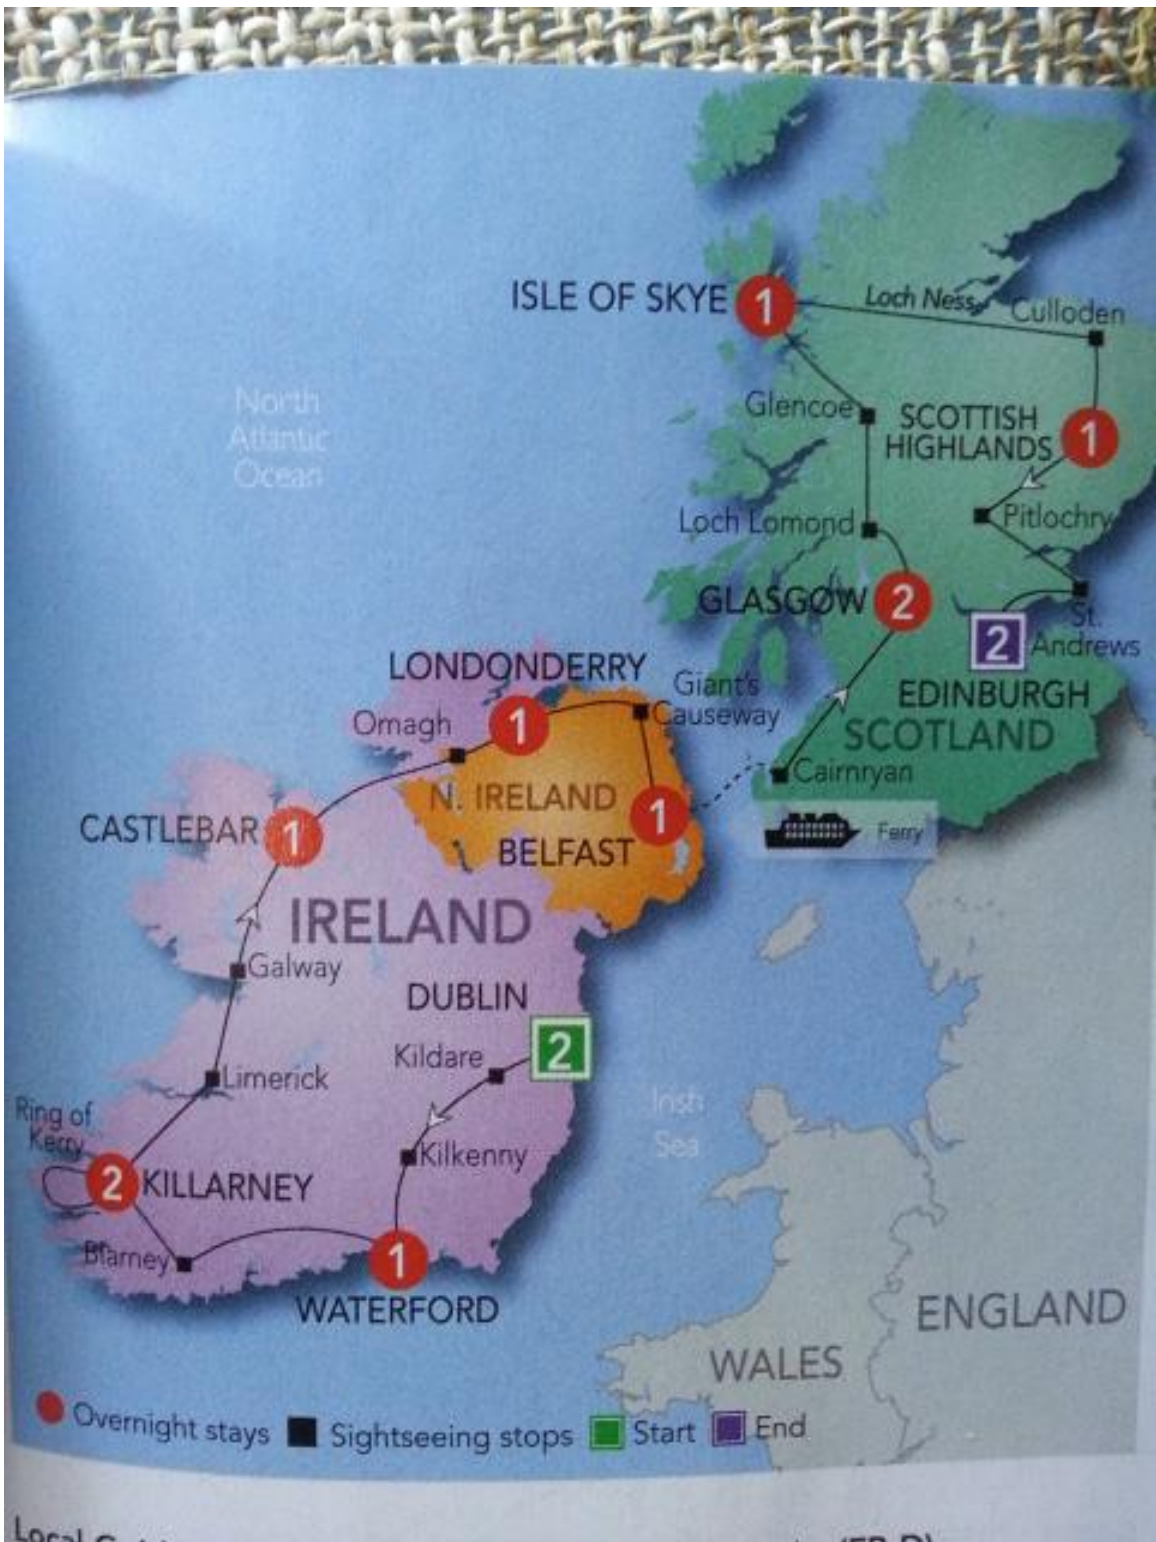 ISLE OF SKYE
1
Loch Ness
Culloden
North
Atlantic
Ocean
Glencoe
SCOTTISH
HIGHLANDS
1
Loch Lomond
Pitlochry
GLASGOW
2
St.
Andrews
2
EDINBURGH
SCOTLAND
LONDONDERRY
1
Giant's
Causeway
Omagh
Cairnryan
N. IRELAND
1
BELFAST
Ferry
CASTLEBAR
1
IRELAND
Galway
DUBLIN
2
Kildare
Limerick
Irish
Sea
Ring of
Kerry
Kilkenny
2
KILLARNEY
Blarney
1
WATERFORD
ENGLAND
WALES
Overnight stays
Sightseeing stops
Start
End